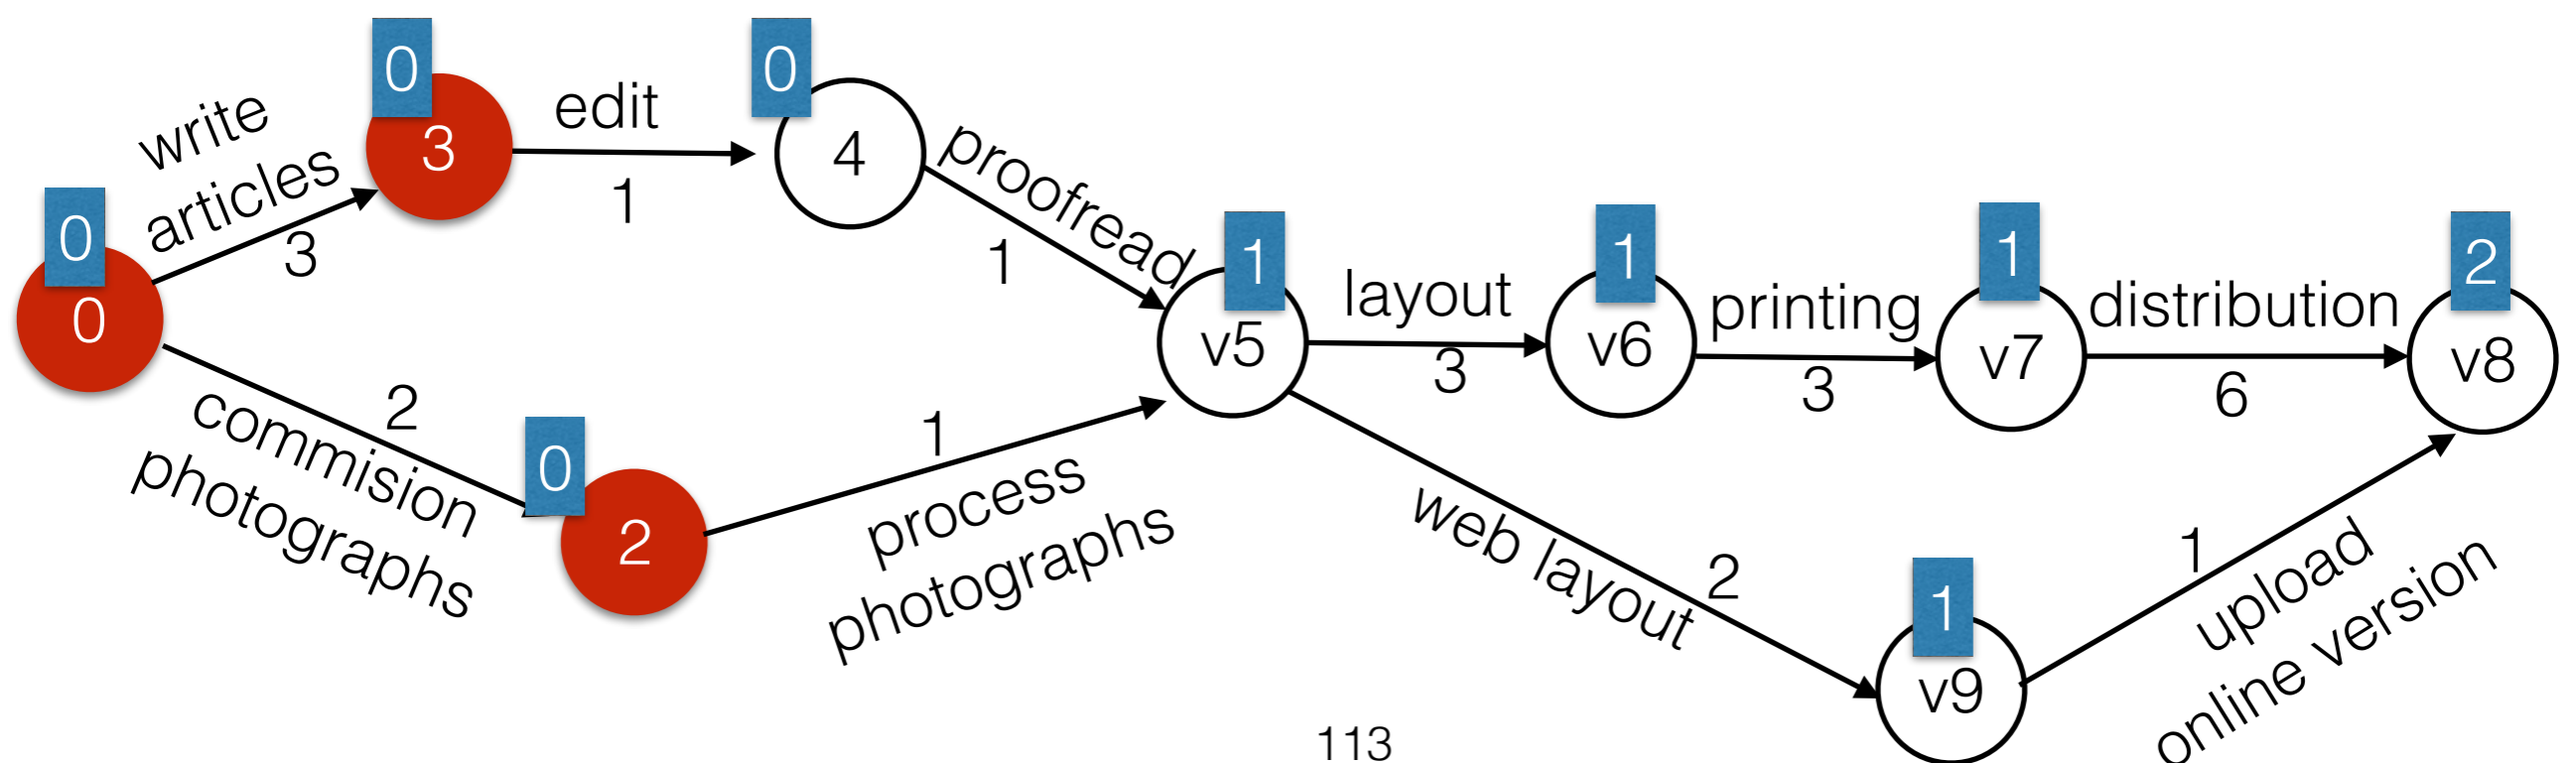 0
0
write
articles
3
0
3
edit
1
0
4
proofread
1
2
commision
photographs
0
2
1
process
photographs
1
v5
layout
3
1
v6
printing
3
1
v7
distribution
6
2
v8
web layout
2
1
v9
1
upload
online version
113